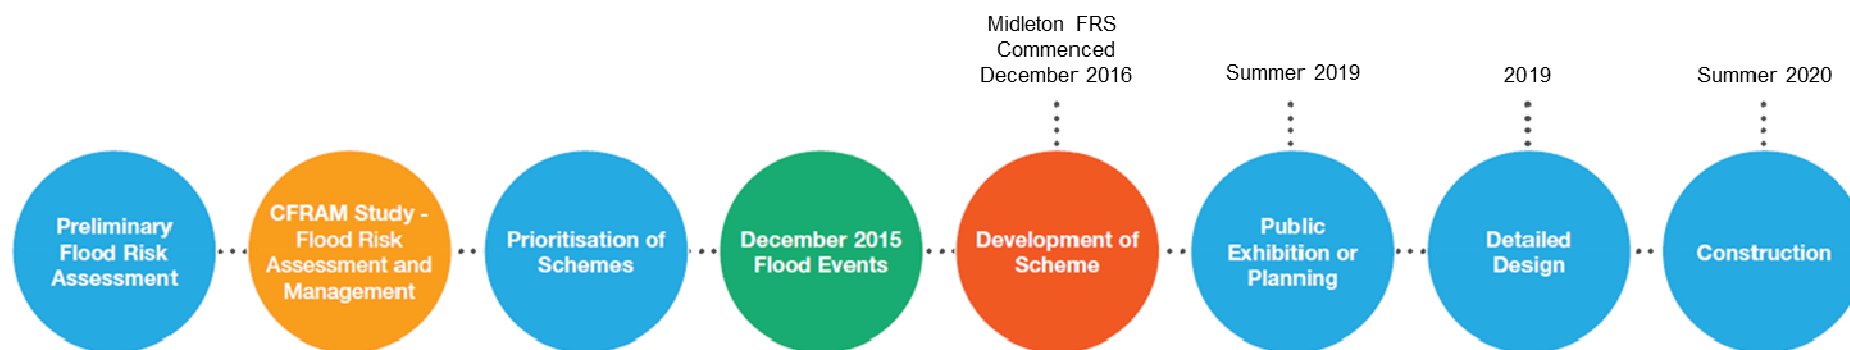 Midleton FRS
Commenced
December 2016
Summer 2019
2019
Summer 2020
Preliminary
Flood Risk
Assessment
CFRAM Study -
Flood Risk
Assessment and
Management
Prioritisation of
Schemes
December 2015
Flood Events
Development of
Scheme
Public
Exhibition or
Planning
Detailed
Design
Construction